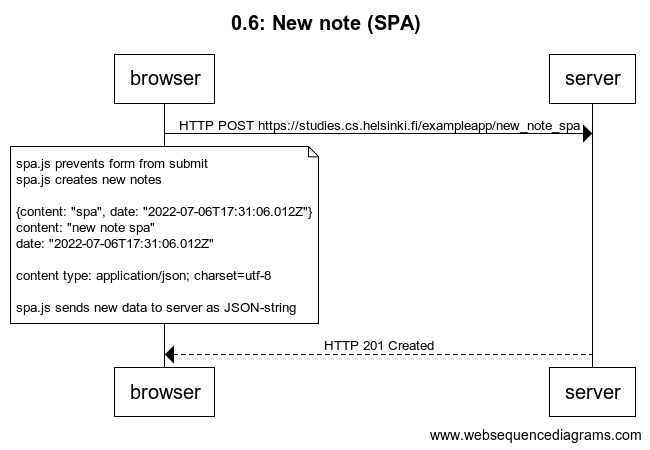 0.6: New note (SPA)
browser
server
HTTP POST https://studies.cs.helsinki.fi/exampleapp/new_note_spa
spa.js prevents form from submit
spa.js creates new notes
{content: "spa", date: "2022-07-06T17:31:06.012Z"}
content: "new note spa"
date: "2022-07-06T17:31:06.012Z"
content type: application/json; charset=utf-8
spa.js sends new data to server as JSON-string
HTTP 201 Created
browser
server
www.websequencediagrams.com